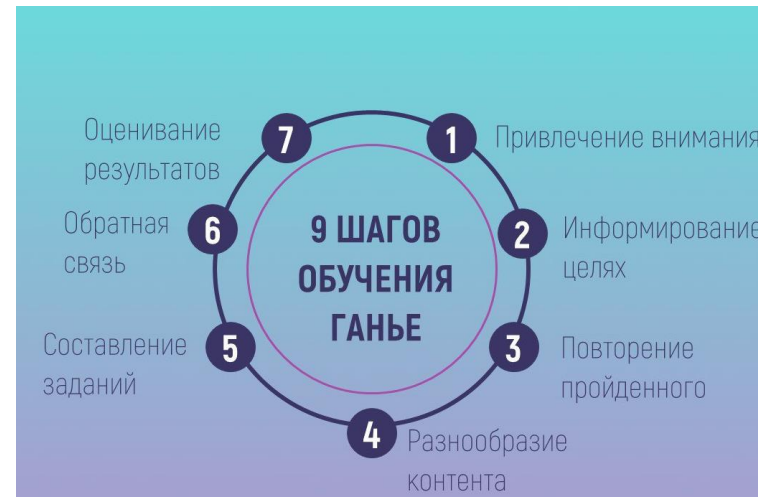 9 ШАГОВ
ОБУЧЕНИЯ
ГАНЬЕ
1
Привлечение внимания
2
Информирование
целях
3
Повторение
пройденного
4
Разнообразие
контента
5
Составление
заданий
6
Обратная
связь
7
Оценивание
результатов